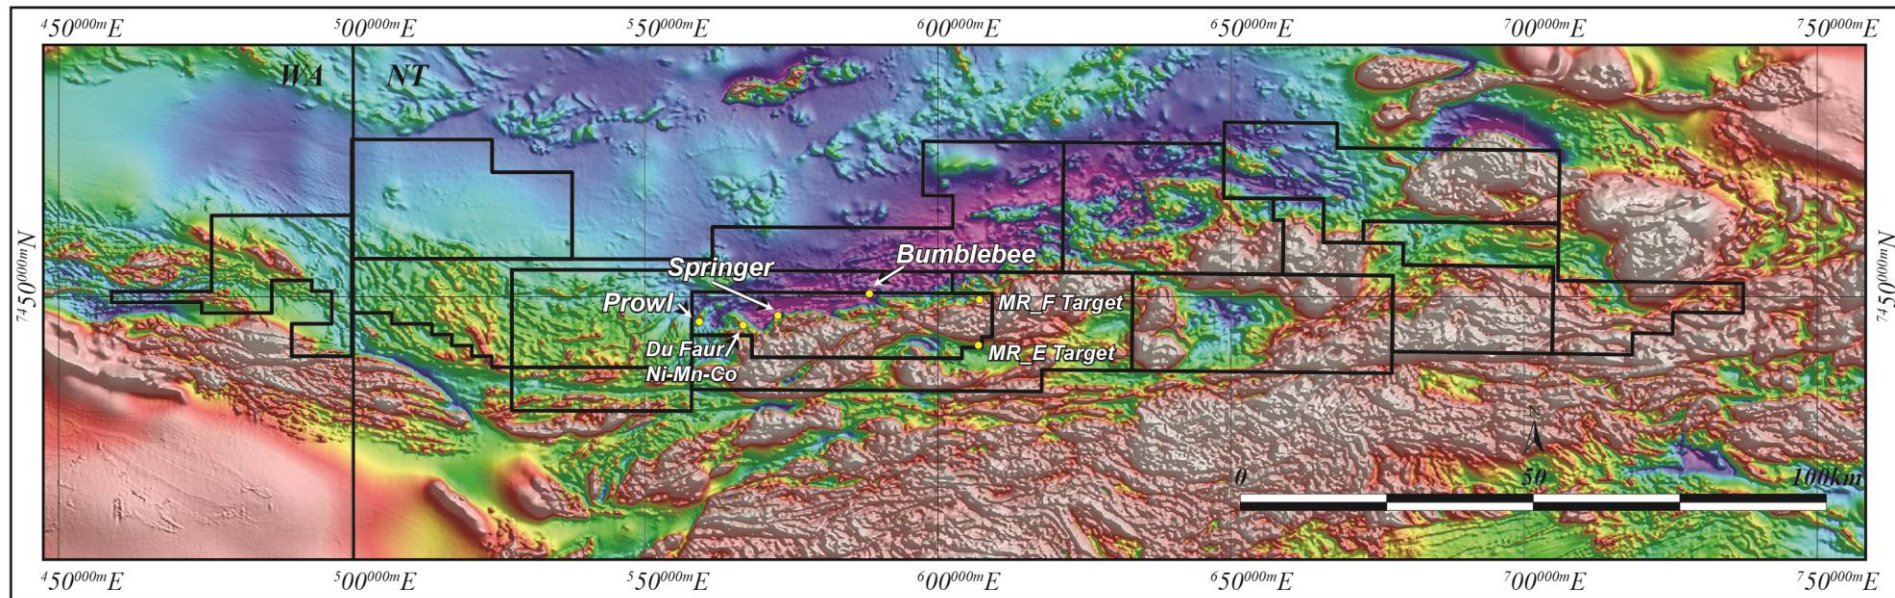 450000mE 500000mE 550000mE 600000mE 650000mE 700000mE 750000mE
WA NT
7450000mN
7450000mN
Bumblebee
Springer
Prowl
MR_F Target
Du Faur
Ni-Mn-Co
MR_E Target
N
0 50 100km
450000mE 500000mE 550000mE 600000mE 650000mE 700000mE 750000mE